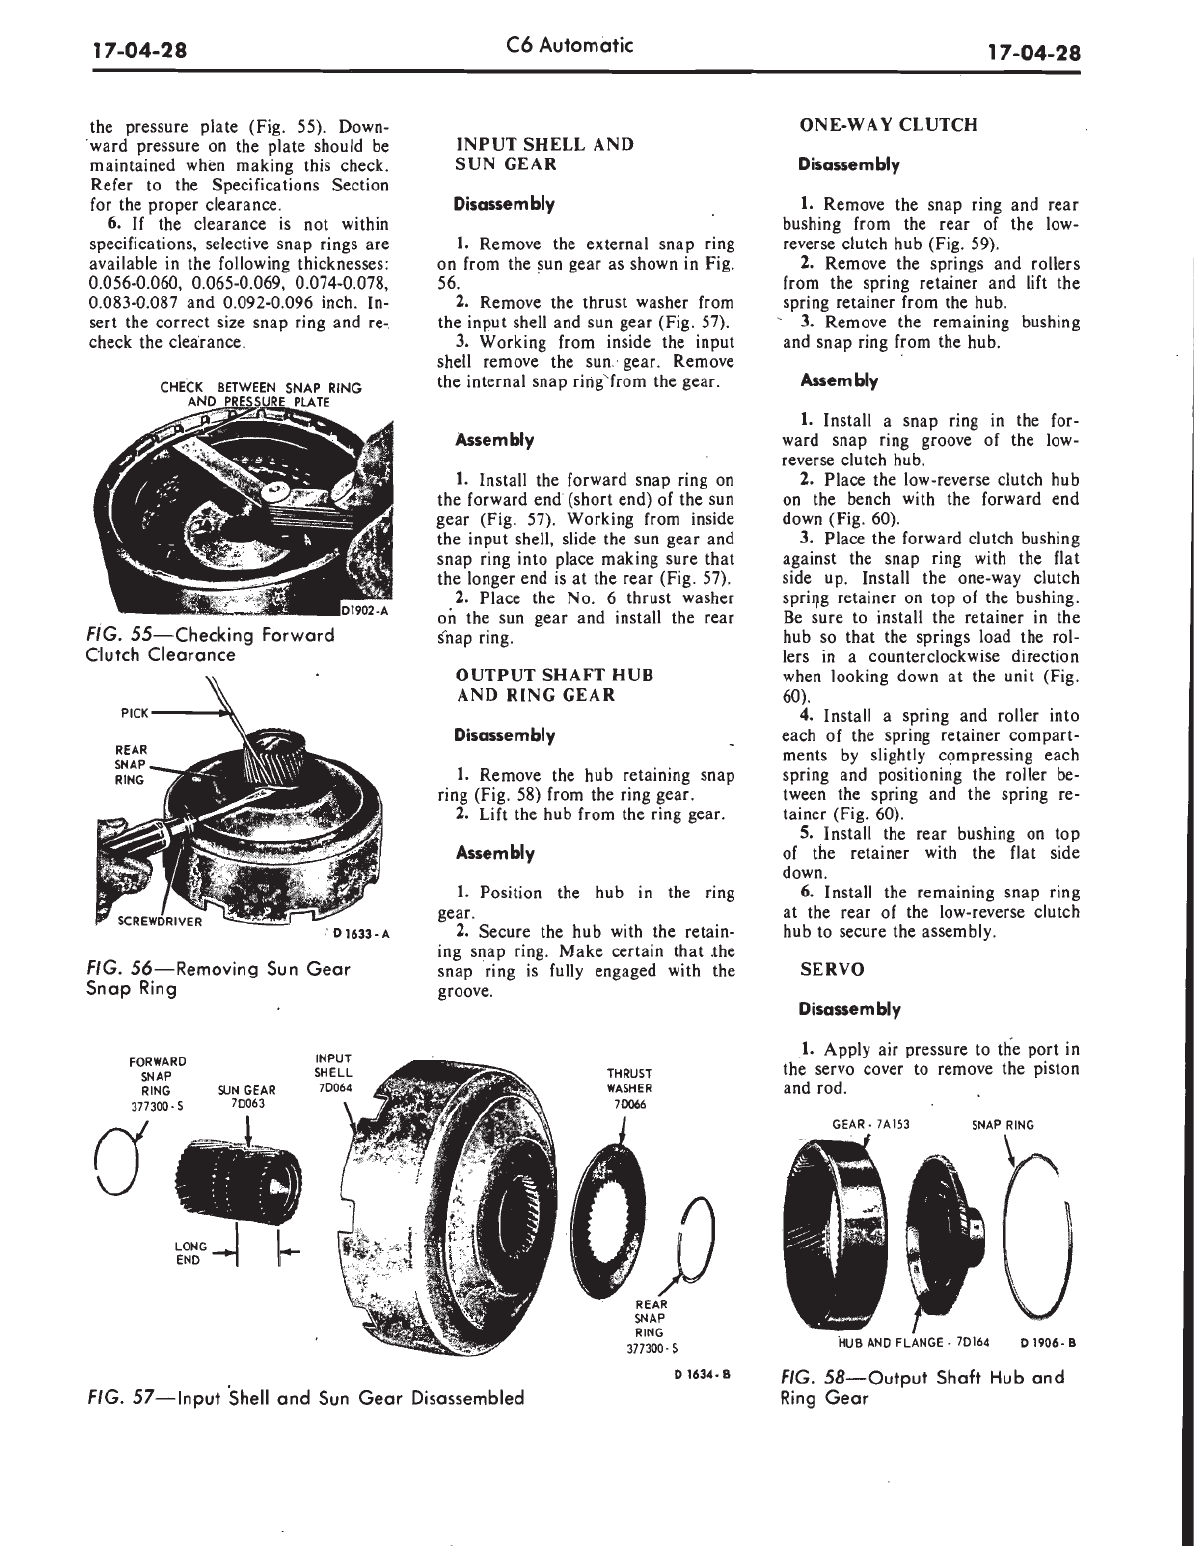 17-04-28
C6 Automatic
17-04-28
the pressure plate (Fig. 55). Down-
ward pressure on the plate should be
maintained when making this check.
Refer to the Specifications Section
for the proper clearance.
6. If the clearance is not within
specifications, selective snap rings are
available in the following thicknesses:
0.056-0.060, 0.065-0.069, 0.074-0.078,
0.083-0.087 and 0.092-0.096 inch. In-
sert the correct size snap ring and re-
check the clearance.
CHECK BETWEEN SNAP RING
AND PRESSURE PLATE
D1902-A
FIG. 55—Checking Forward
Clutch Clearance
PICK
REAR
SNAP
RING
SCREWDRIVER
D 1633-A
FIG. 56—Removing Sun Gear
Snap Ring
INPUT SHELL AND
SUN GEAR
Disassembly
1. Remove the external snap ring
on from the sun gear as shown in Fig.
56.
2. Remove the thrust washer from
the input shell and sun gear (Fig. 57).
3. Working from inside the input
shell remove the sun gear. Remove
the internal snap ring from the gear.
Assembly
1. Install the forward snap ring on
the forward end (short end) of the sun
gear (Fig. 57). Working from inside
the input shell, slide the sun gear and
snap ring into place making sure that
the longer end is at the rear (Fig. 57).
2. Place the No. 6 thrust washer
on the sun gear and install the rear
snap ring.
OUTPUT SHAFT HUB
AND RING GEAR
Disassembly
1. Remove the hub retaining snap
ring (Fig. 58) from the ring gear.
2. Lift the hub from the ring gear.
Assembly
1. Position the hub in the ring
gear.
2. Secure the hub with the retain-
ing snap ring. Make certain that the
snap ring is fully engaged with the
groove.
ONE-WAY CLUTCH
Disassembly
1. Remove the snap ring and rear
bushing from the rear of the low-
reverse clutch hub (Fig. 59).
2. Remove the springs and rollers
from the spring retainer and lift the
spring retainer from the hub.
3. Remove the remaining bushing
and snap ring from the hub.
Assembly
1. Install a snap ring in the for-
ward snap ring groove of the low-
reverse clutch hub.
2. Place the low-reverse clutch hub
on the bench with the forward end
down (Fig. 60).
3. Place the forward clutch bushing
against the snap ring with the flat
side up. Install the one-way clutch
spring retainer on top of the bushing.
Be sure to install the retainer in the
hub so that the springs load the rol-
lers in a counterclockwise direction
when looking down at the unit (Fig.
60).
4. Install a spring and roller into
each of the spring retainer compart-
ments by slightly compressing each
spring and positioning the roller be-
tween the spring and the spring re-
tainer (Fig. 60).
5. Install the rear bushing on top
of the retainer with the flat side
down.
6. Install the remaining snap ring
at the rear of the low-reverse clutch
hub to secure the assembly.
SERVO
Disassembly
1. Apply air pressure to the port in
the servo cover to remove the piston
and rod.
FORWARD
SNAP
RING
377300-S
SUN GEAR
7D063
INPUT
SHELL
7D064
THRUST
WASHER
7D066
LONG
END
REAR
SNAP
RING
377300-S
D 1634-B
FIG. 57—Input Shell and Sun Gear Disassembled
GEAR - 7A153
SNAP RING
HUB AND FLANGE - 7D164
D 1906-B
FIG. 58—Output Shaft Hub and
Ring Gear